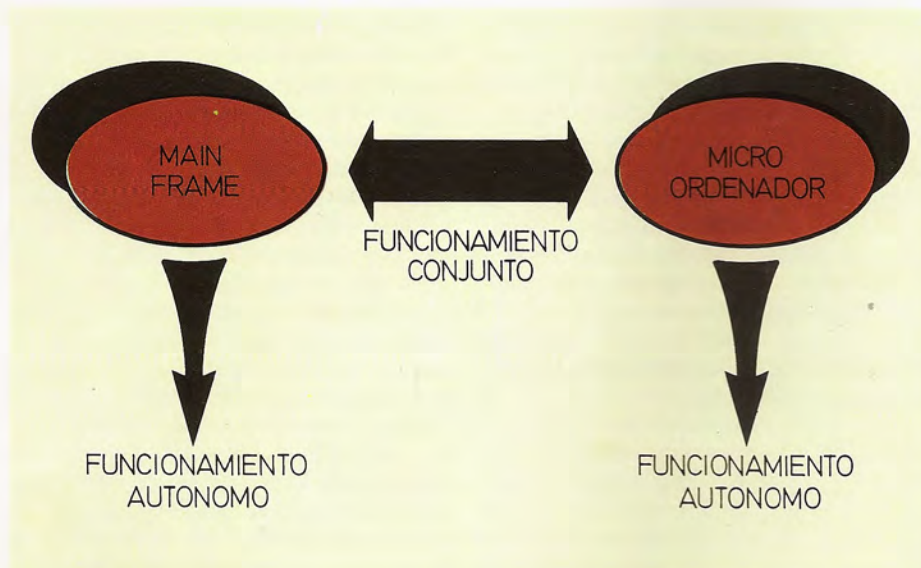 MAIN
FRAME
MICRO
ORDENADOR
FUNCIONAMIENTO
CONJUNTO
FUNCIONAMIENTO
AUTONOMO
FUNCIONAMIENTO
AUTONOMO